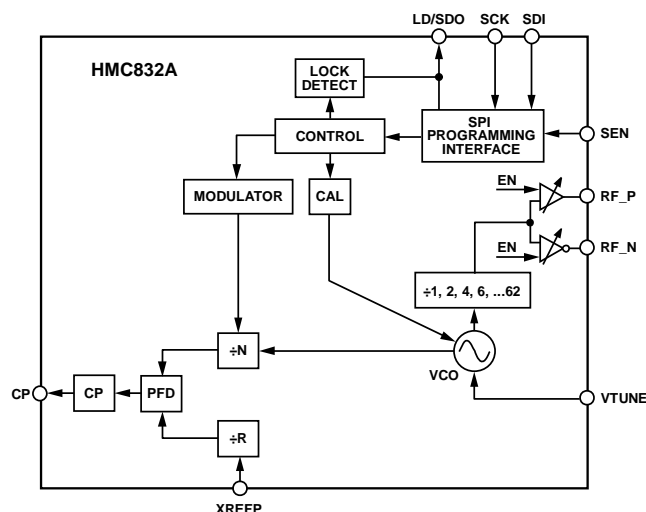 LD/SDO SCK SDI
HMC832A
LOCK
DETECT
SPI
PROGRAMMING
INTERFACE
CONTROL
SEN
MODULATOR
CAL
EN
RF_P
EN
RF_N
÷1, 2, 4, 6, ...62
÷N
VCO
CP
CP
PFD
VTUNE
÷R
XREFP